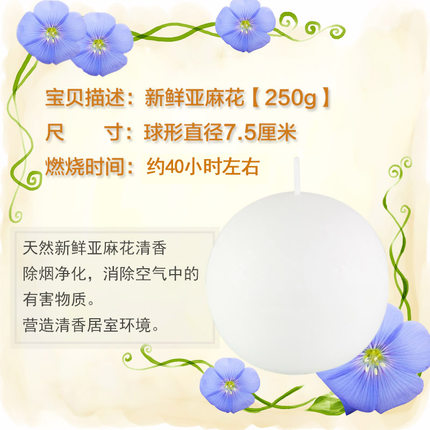 宝贝描述：新鲜亚麻花【250g】
尺　　寸：球形直径7.5厘米
燃烧时间：约40小时左右
天然新鲜亚麻花清香
除烟净化，消除空气中的
有害物质。
营造清香居室环境。